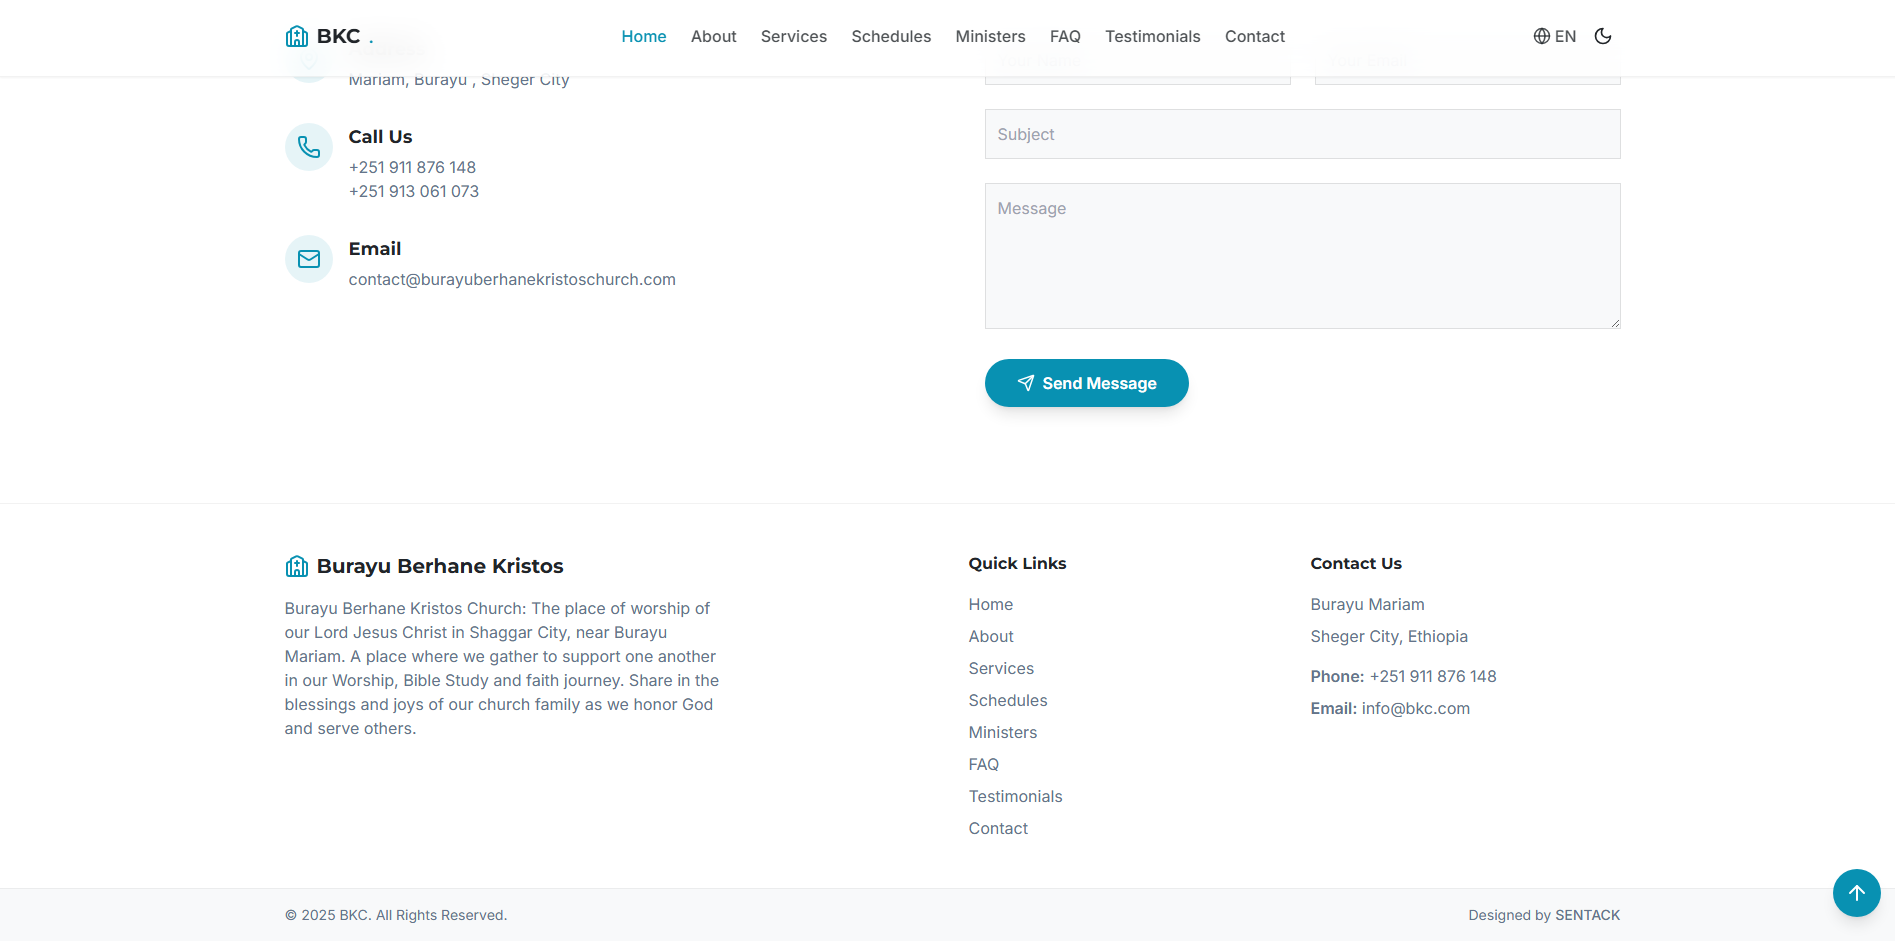 BKC .
Home
About
Services
Schedules
Ministers
FAQ
Testimonials
Contact
EN
Mariam, Burayu , Sheger City
Call Us
+251 911 876 148
+251 913 061 073
Email
contact@burayuberhanekristoschurch.com
Subject
Message
Send Message
Burayu Berhane Kristos
Burayu Berhane Kristos Church: The place of worship of
our Lord Jesus Christ in Shaggar City, near Burayu
Mariam. A place where we gather to support one another
in our Worship, Bible Study and faith journey. Share in the
blessings and joys of our church family as we honor God
and serve others.
Quick Links
Home
About
Services
Schedules
Ministers
FAQ
Testimonials
Contact
Contact Us
Burayu Mariam
Sheger City, Ethiopia
Phone: +251 911 876 148
Email: info@bkc.com
© 2025 BKC. All Rights Reserved.
Designed by SENTACK